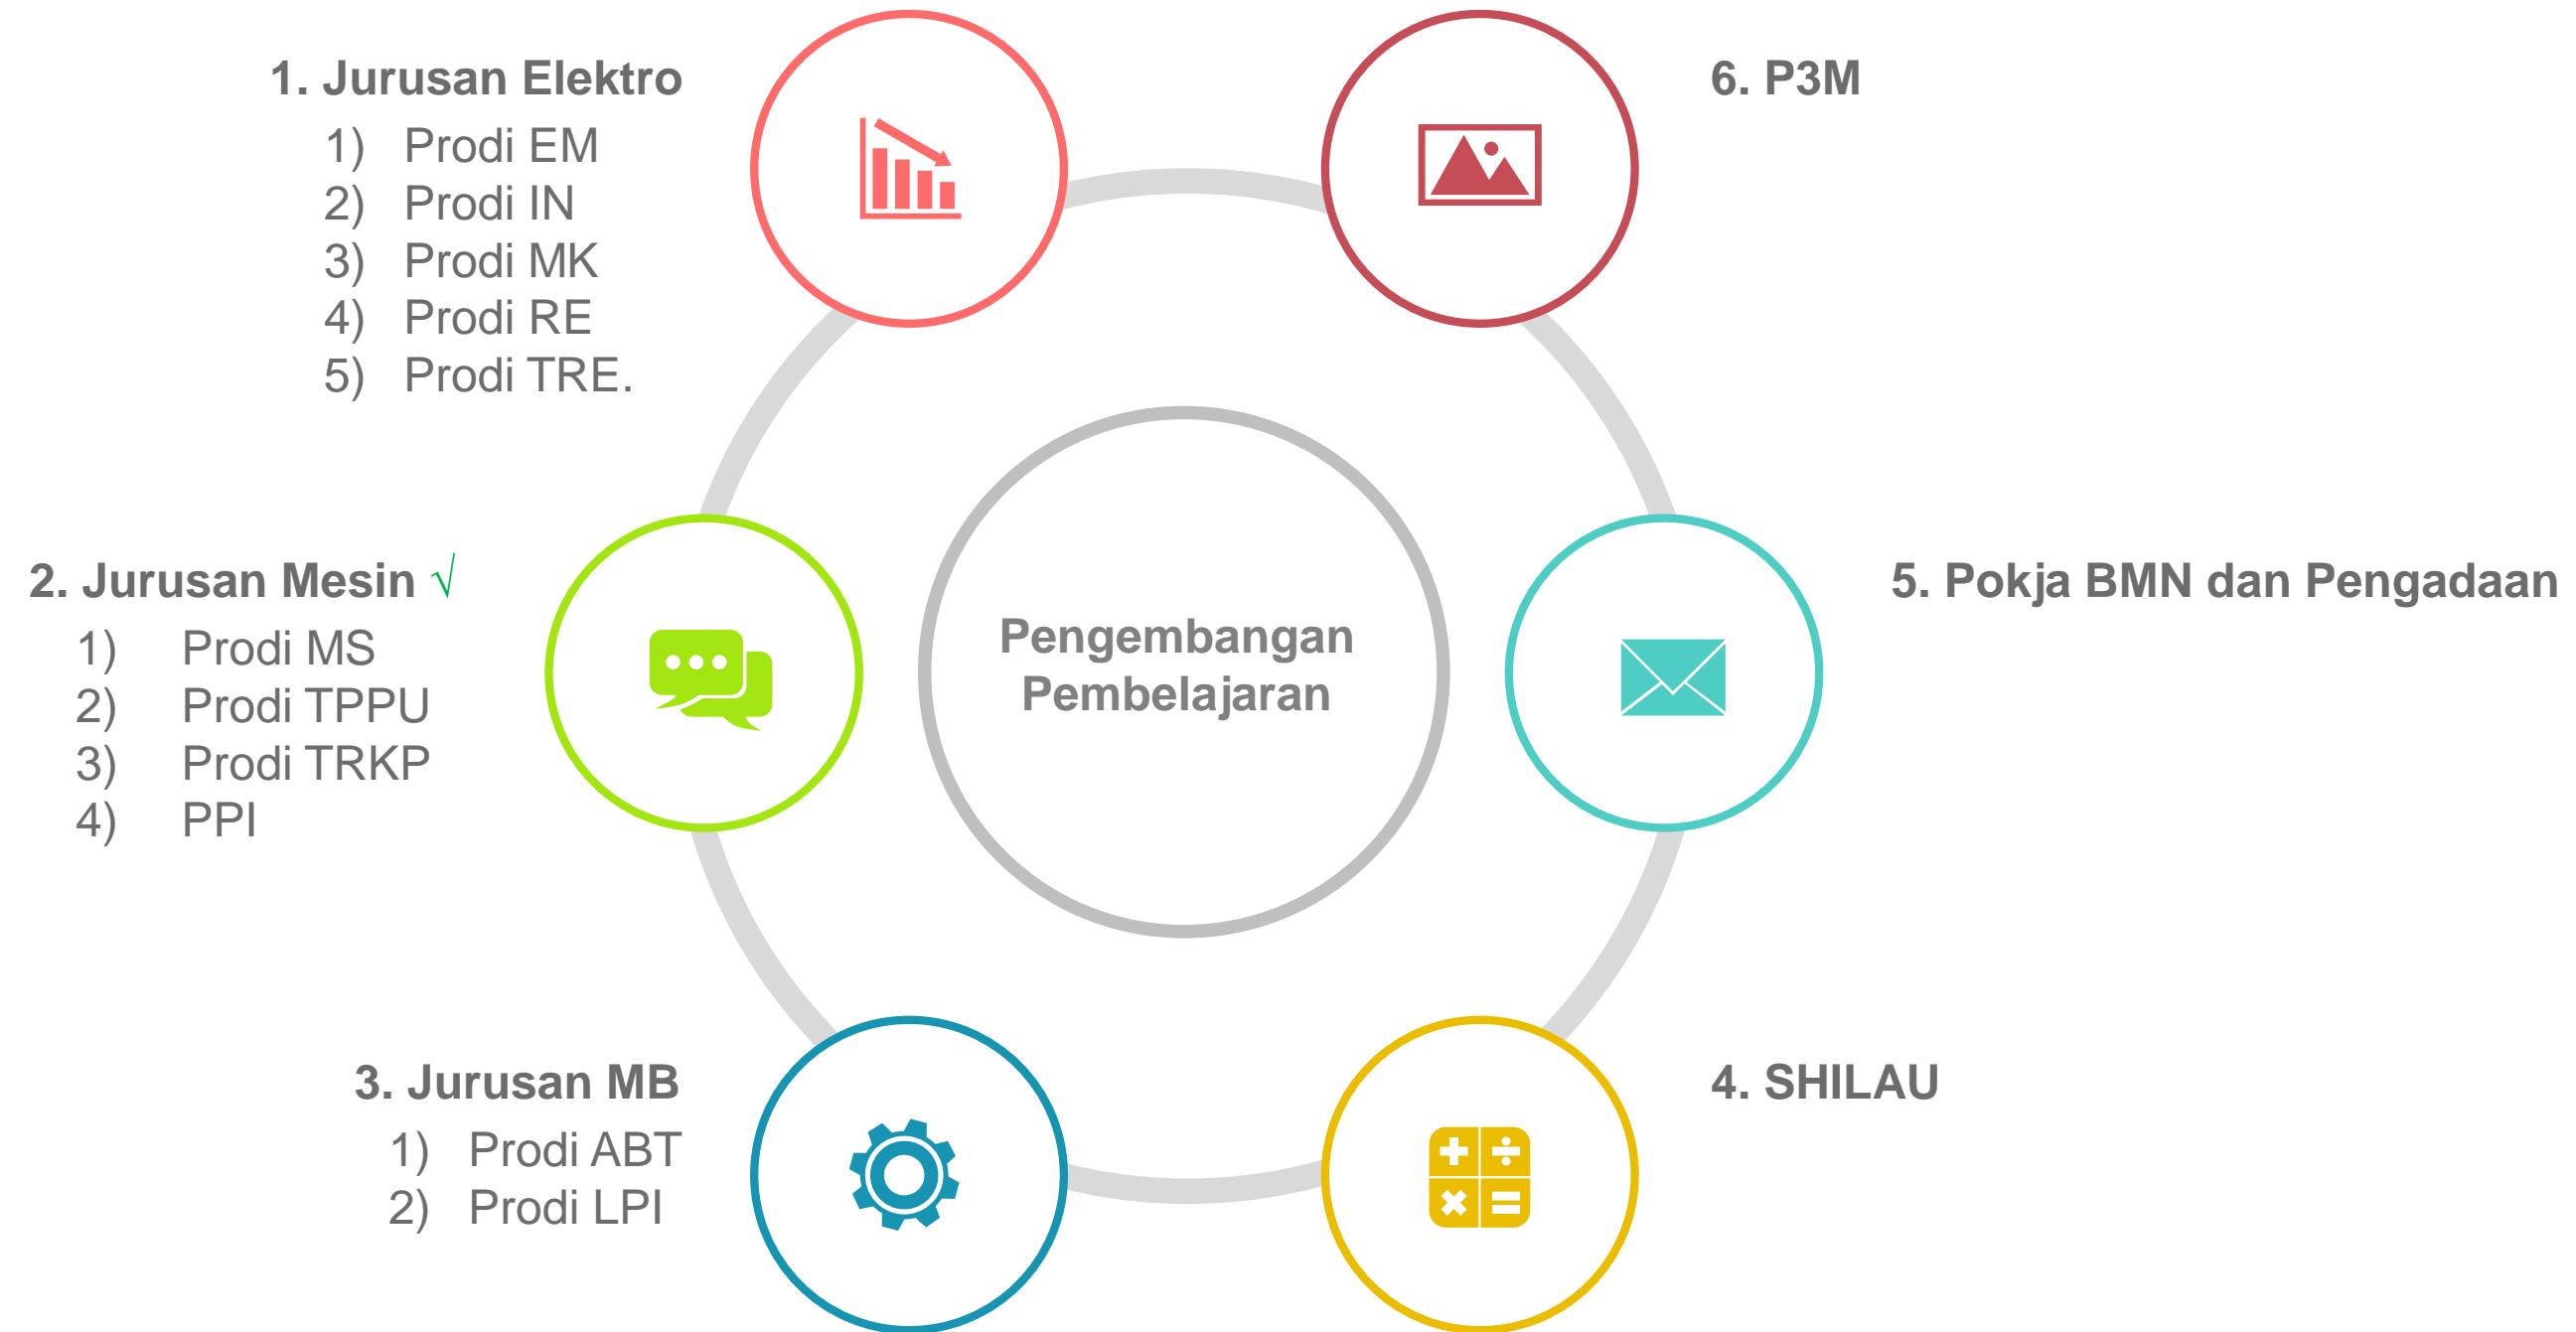 1. Jurusan Elektro
1) Prodi EM
2) Prodi IN
3) Prodi MK
4) Prodi RE
5) Prodi TRE.
2. Jurusan Mesin √
1) Prodi MS
2) Prodi TPPU
3) Prodi TRKP
4) PPI
3. Jurusan MB
1) Prodi ABT
2) Prodi LPI
Pengembangan
Pembelajaran
4. SHILAU
5. Pokja BMN dan Pengadaan
6. P3M